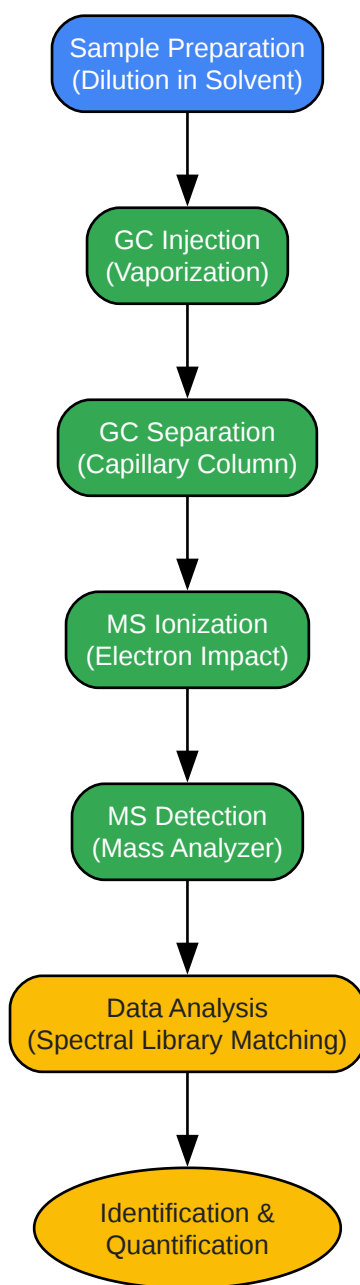 Sample Preparation
(Dilution in Solvent)
GC Injection
(Vaporization)
GC Separation
(Capillary Column)
MS Ionization
(Electron Impact)
MS Detection
(Mass Analyzer)
Data Analysis
(Spectral Library Matching)
Identification &
Quantification